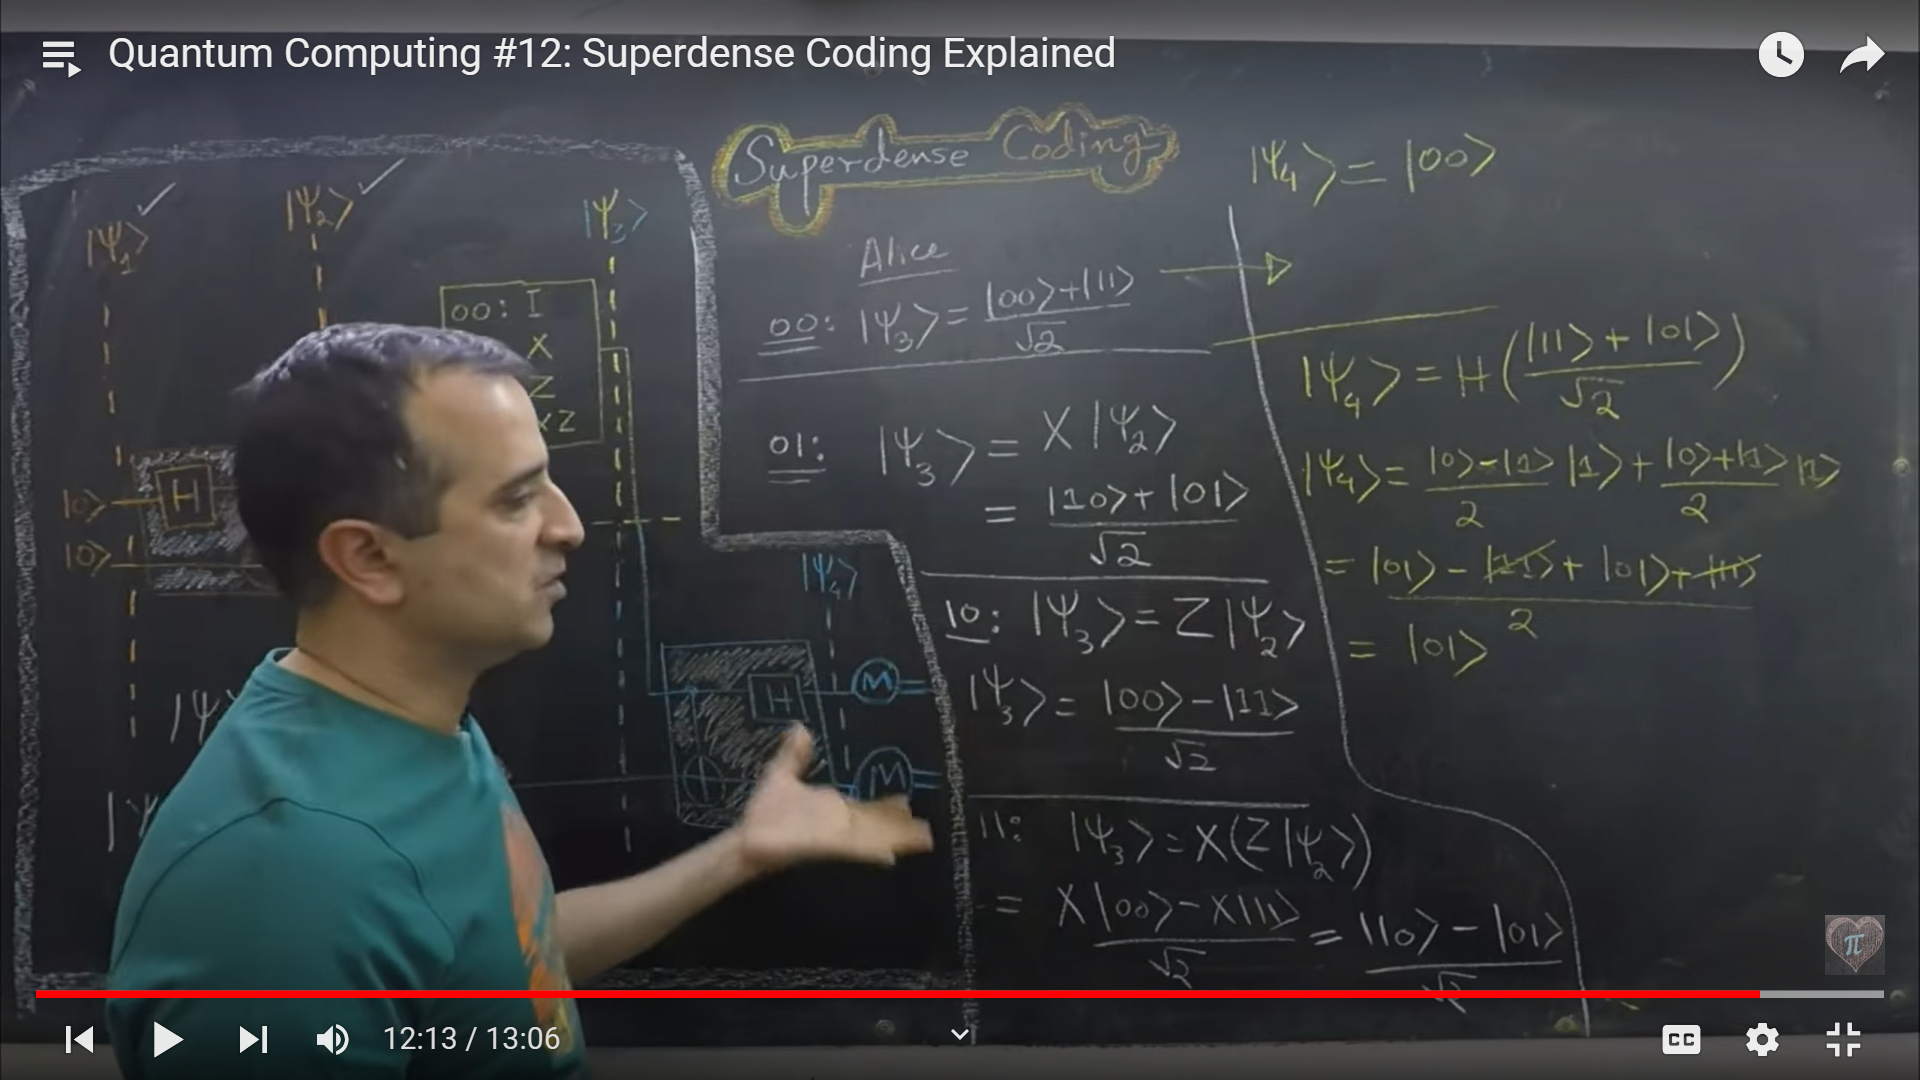 Quantum Computing #12: Superdense Coding Explained
Superdense Coding
|Ψ₁⟩
|Ψ₂⟩
|Ψ₃⟩
00: I
X
Z
XZ
|0⟩ H
|0⟩
|Ψ₄⟩
H M
M
Alice
00: |Ψ₃⟩ = |00⟩+|11⟩ / √2
01: |Ψ₃⟩ = X|Ψ₂⟩
= |10⟩+|01⟩ / √2
10: |Ψ₃⟩ = Z|Ψ₂⟩
|Ψ₃⟩ = |00⟩-|11⟩ / √2
11: |Ψ₃⟩ = X(Z|Ψ₂⟩)
= X|00⟩-X|11⟩ / √2 = |10⟩-|01⟩ / √2
|Ψ₄⟩ = |00⟩
|Ψ₄⟩ = H(|11⟩+|01⟩ / √2)
|Ψ₄⟩ = |0⟩-|1⟩ / 2 |1⟩ + |0⟩+|1⟩ / 2 |1⟩
= |01⟩-|11⟩+|01⟩+|11⟩ / 2
= |01⟩
π
12:13 / 13:06
CC